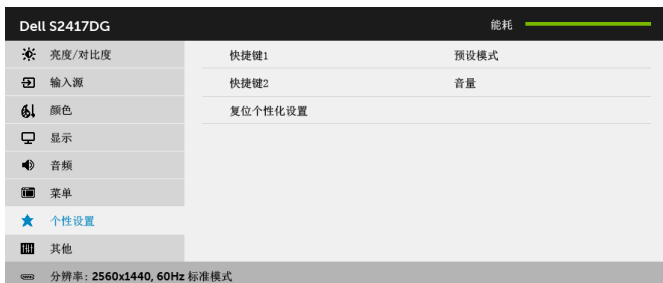 Dell S2417DG 能耗
亮度/对比度 快捷键1 预设模式
输入源 快捷键2 音量
颜色 复位个性化设置
显示
音频
菜单
个性设置
其他
分辨率: 2560x1440, 60Hz 标准模式